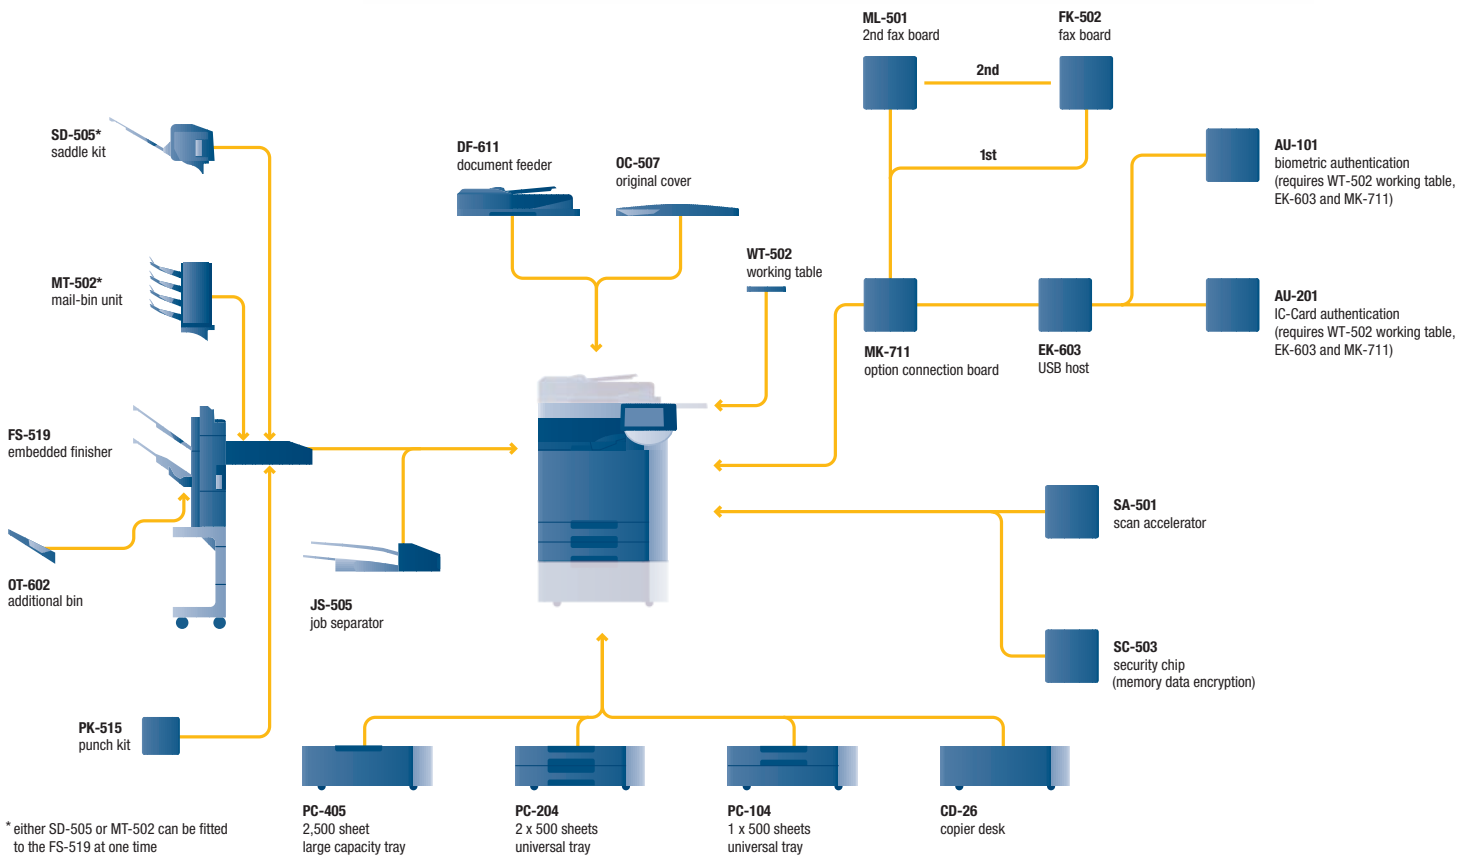 ML-501
2nd fax board
FK-502
fax board
2nd
1st
SD-505*
saddle kit
DF-611
document feeder
OC-507
original cover
AU-101
biometric authentication
(requires WT-502 working table,
EK-603 and MK-711)
MT-502*
mail-bin unit
WT-502
working table
AU-201
IC-Card authentication
(requires WT-502 working table,
EK-603 and MK-711)
MK-711
option connection board
EK-603
USB host
FS-519
embedded finisher
SA-501
scan accelerator
OT-602
additional bin
JS-505
job separator
SC-503
security chip
(memory data encryption)
PK-515
punch kit
PC-405
2,500 sheet
large capacity tray
PC-204
2 x 500 sheets
universal tray
PC-104
1 x 500 sheets
universal tray
CD-26
copier desk
* either SD-505 or MT-502 can be fitted
to the FS-519 at one time